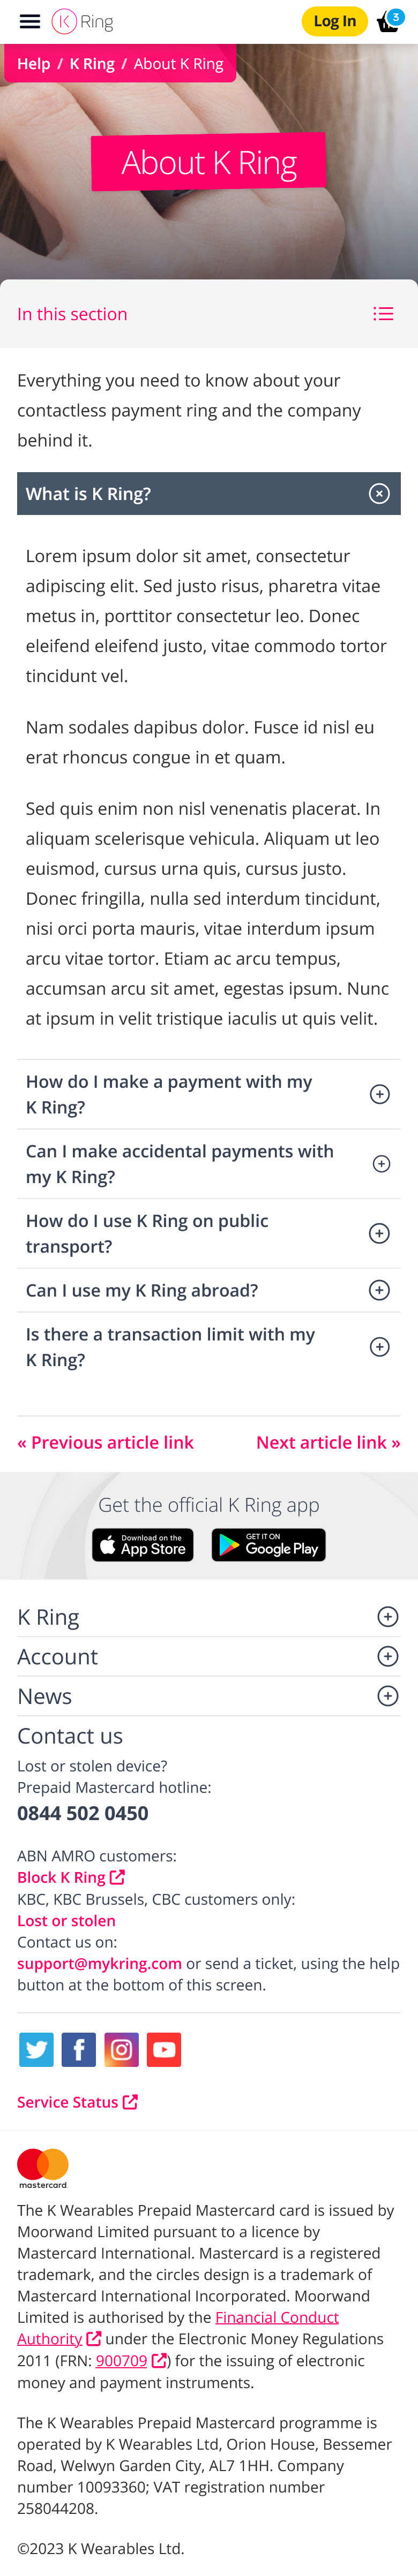 K Ring
Log In
3
Help / K Ring / About K Ring
About K Ring
In this section
Everything you need to know about your
contactless payment ring and the company
behind it.
What is K Ring?
Lorem ipsum dolor sit amet, consectetur
adipiscing elit. Sed justo risus, pharetra vitae
metus in, porttitor consectetur leo. Donec
eleifend eleifend justo, vitae commodo tortor
tincidunt vel.
Nam sodales dapibus dolor. Fusce id nisl eu
erat rhoncus congue in et quam.
Sed quis enim non nisl venenatis placerat. In
aliquam scelerisque vehicula. Aliquam ut leo
euismod, cursus urna quis, cursus justo.
Donec fringilla, nulla sed interdum tincidunt,
nisi orci porta mauris, vitae interdum ipsum
arcu vitae tortor. Etiam ac arcu tempus,
accumsan arcu sit amet, egestas ipsum. Nunc
at ipsum in velit tristique iaculis ut quis velit.
How do I make a payment with my
K Ring?
Can I make accidental payments with
my K Ring?
How do I use K Ring on public
transport?
Can I use my K Ring abroad?
Is there a transaction limit with my
K Ring?
« Previous article link
Next article link »
Get the official K Ring app
Download on the
App Store
GET IT ON
Google Play
K Ring
Account
News
Contact us
Lost or stolen device?
Prepaid Mastercard hotline:
0844 502 0450
ABN AMRO customers:
Block K Ring
KBC, KBC Brussels, CBC customers only:
Lost or stolen
Contact us on:
support@mykring.com or send a ticket, using the help
button at the bottom of this screen.
Service Status
mastercard
The K Wearables Prepaid Mastercard card is issued by
Moorwand Limited pursuant to a licence by
Mastercard International. Mastercard is a registered
trademark, and the circles design is a trademark of
Mastercard International Incorporated. Moorwand
Limited is authorised by the Financial Conduct
Authority under the Electronic Money Regulations
2011 (FRN: 900709) for the issuing of electronic
money and payment instruments.
The K Wearables Prepaid Mastercard programme is
operated by K Wearables Ltd, Orion House, Bessemer
Road, Welwyn Garden City, AL7 1HH. Company
number 10093360; VAT registration number
258044208.
©2023 K Wearables Ltd.